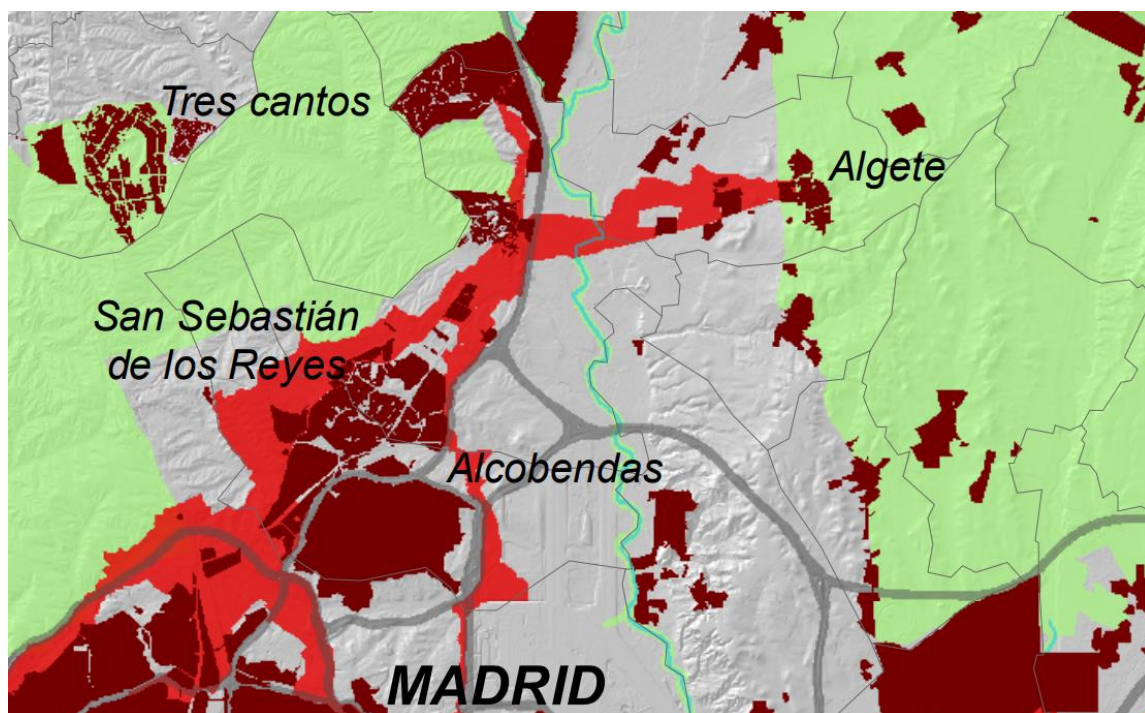 Tres cantos
Algete
San Sebastián
de los Reyes
Alcobendas
MADRID